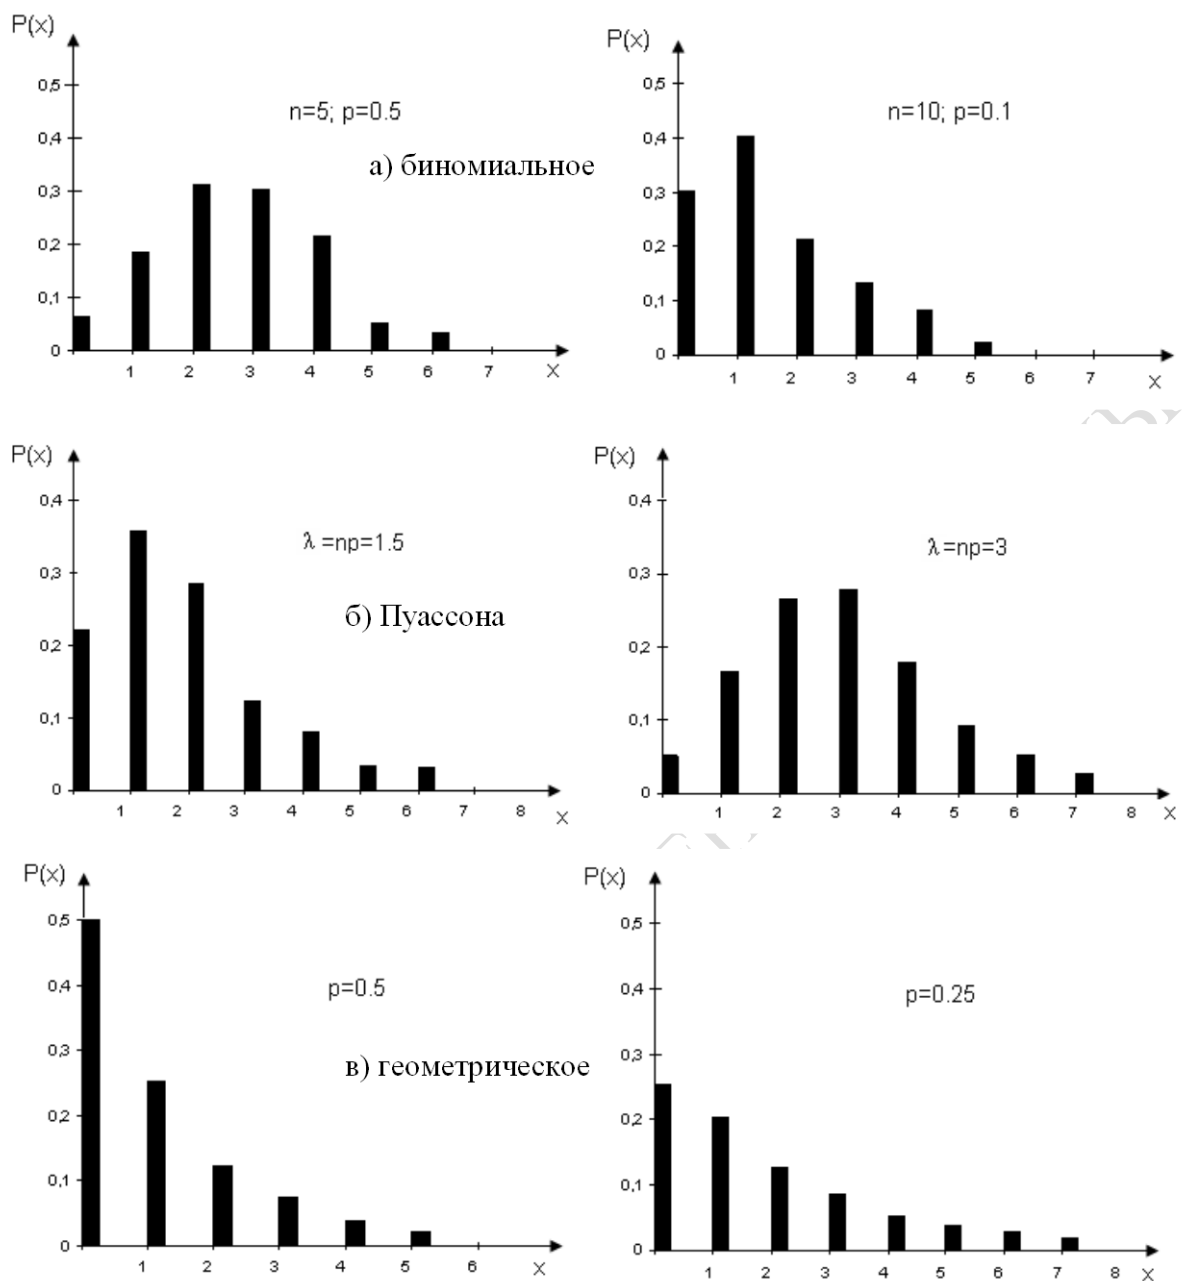 P(x)
0,5
0,4
0,3
0,2
0,1
0
n=5; p=0.5
а) биномиальное
1 2 3 4 5 6 7 x
P(x)
0,5
0,4
0,3
0,2
0,1
0
n=10; p=0.1
1 2 3 4 5 6 7 x
P(x)
0,4
0,3
0,2
0,1
0
λ=np=1.5
б) Пуассона
1 2 3 4 5 6 7 8 x
P(x)
0,4
0,3
0,2
0,1
0
λ=np=3
1 2 3 4 5 6 7 8 x
P(x)
0,5
0,4
0,3
0,2
0,1
0
p=0.5
в) геометрическое
1 2 3 4 5 6 x
P(x)
0,5
0,4
0,3
0,2
0,1
0
p=0.25
1 2 3 4 5 6 7 8 x